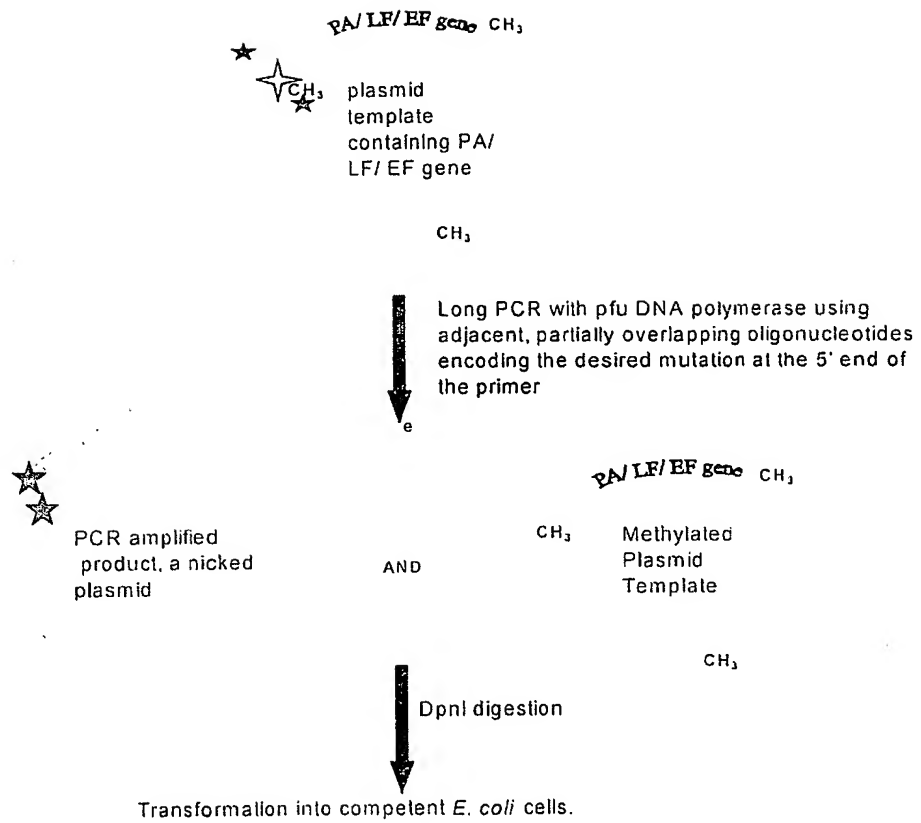 PA/ LF/ EF gene CH₃
CH₃ plasmid
template
containing PA/
LF/ EF gene
CH₃
Long PCR with pfu DNA polymerase using
adjacent, partially overlapping oligonucleotides
encoding the desired mutation at the 5' end of
the primer
e
PA/ LF/ EF gene CH₃
PCR amplified
product, a nicked
plasmid
AND
CH₃ Methylated
Plasmid
Template
CH₃
DpnI digestion
Transformation into competent E. coli cells.